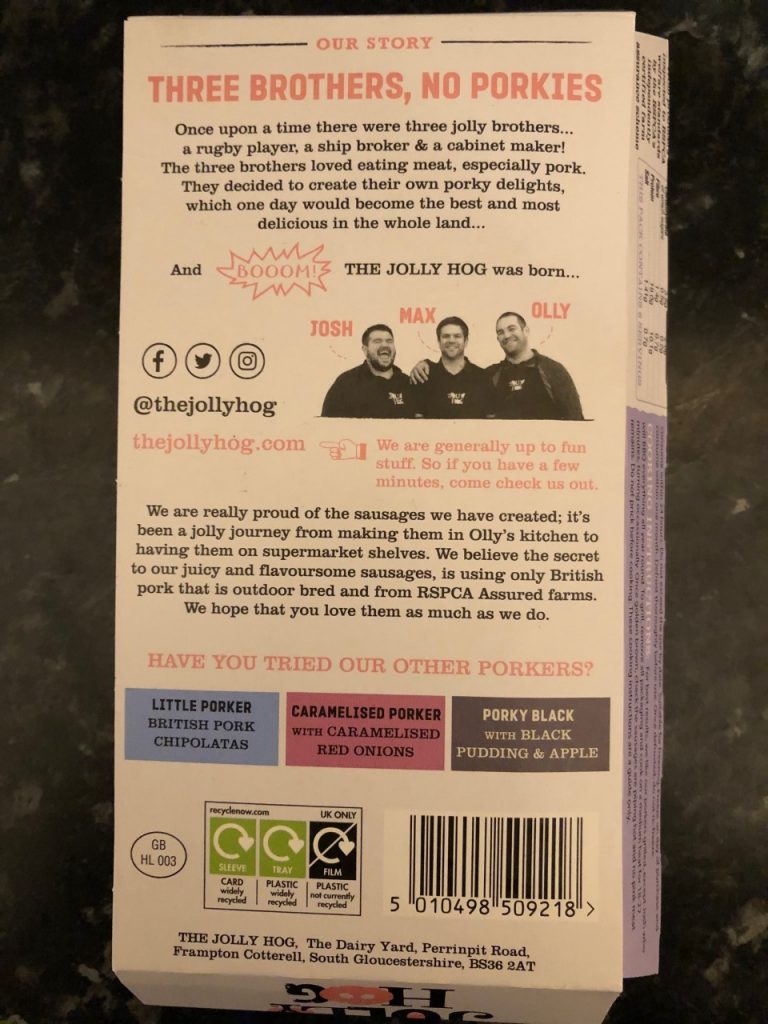 OUR STORY
THREE BROTHERS, NO PORKIES
Once upon a time there were three jolly brothers...
a rugby player, a ship broker & a cabinet maker!
The three brothers loved eating meat, especially pork.
They decided to create their own porky delights,
which one day would become the best and most
delicious in the whole land...
And BOOOM! THE JOLLY HOG was born...
JOSH MAX OLLY
@thejollyhog
thejollyhog.com
We are generally up to fun
stuff. So if you have a few
minutes, come check us out.
We are really proud of the sausages we have created; it's
been a jolly journey from making them in Olly's kitchen to
having them on supermarket shelves. We believe the secret
to our juicy and flavoursome sausages, is using only British
pork that is outdoor bred and from RSPCA Assured farms.
We hope that you love them as much as we do.
HAVE YOU TRIED OUR OTHER PORKERS?
LITTLE PORKER
BRITISH PORK
CHIPOLATAS
CARAMELISED PORKER
WITH CARAMELISED
RED ONIONS
PORKY BLACK
WITH BLACK
PUDDING & APPLE
GB
HL 003
recyclenow.com UK ONLY
SLEEVE TRAY FILM
CARD
widely
recycled
PLASTIC
widely
recycled
PLASTIC
not currently
recycled
5 010498 509218 >
THE JOLLY HOG, The Dairy Yard, Perrinpit Road,
Frampton Cotterell, South Gloucestershire, BS36 2AT
JOLLY
HOG
THIS PACK CONTAINS 6 SERVINGS